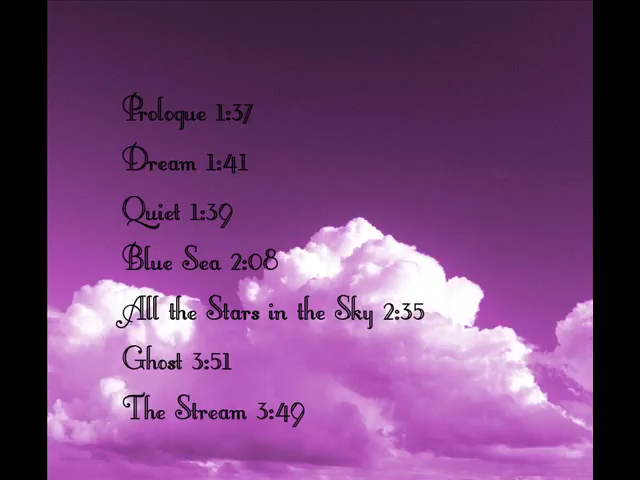 Prologue 1:37
Dream 1:41
Quiet 1:39
Blue Sea 2:08
All the Stars in the Sky 2:35
Ghost 3:51
The Stream 3:49